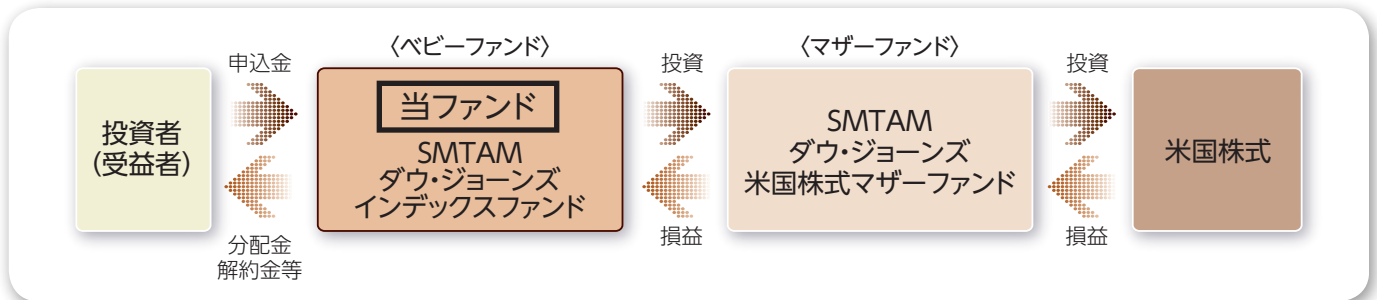 〈ベビーファンド〉
〈マザーファンド〉
申込金
投資
投資
投資者
(受益者)
当ファンド
SMTAM
ダウ・ジョーンズ
インデックスファンド
SMTAM
ダウ・ジョーンズ
米国株式マザーファンド
米国株式
分配金
解約金等
損益
損益